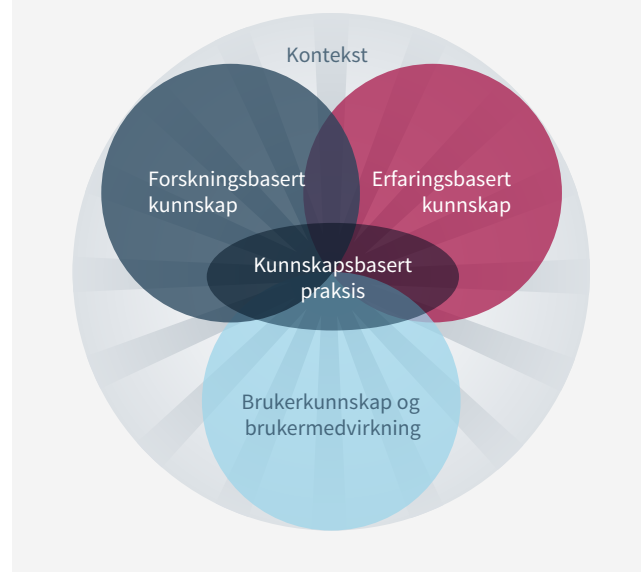 Kontekst
Forskningsbasert
kunnskap
Erfaringsbasert
kunnskap
Kunnskapsbasert
praksis
Brukerkunnskap og
brukermedvirkning